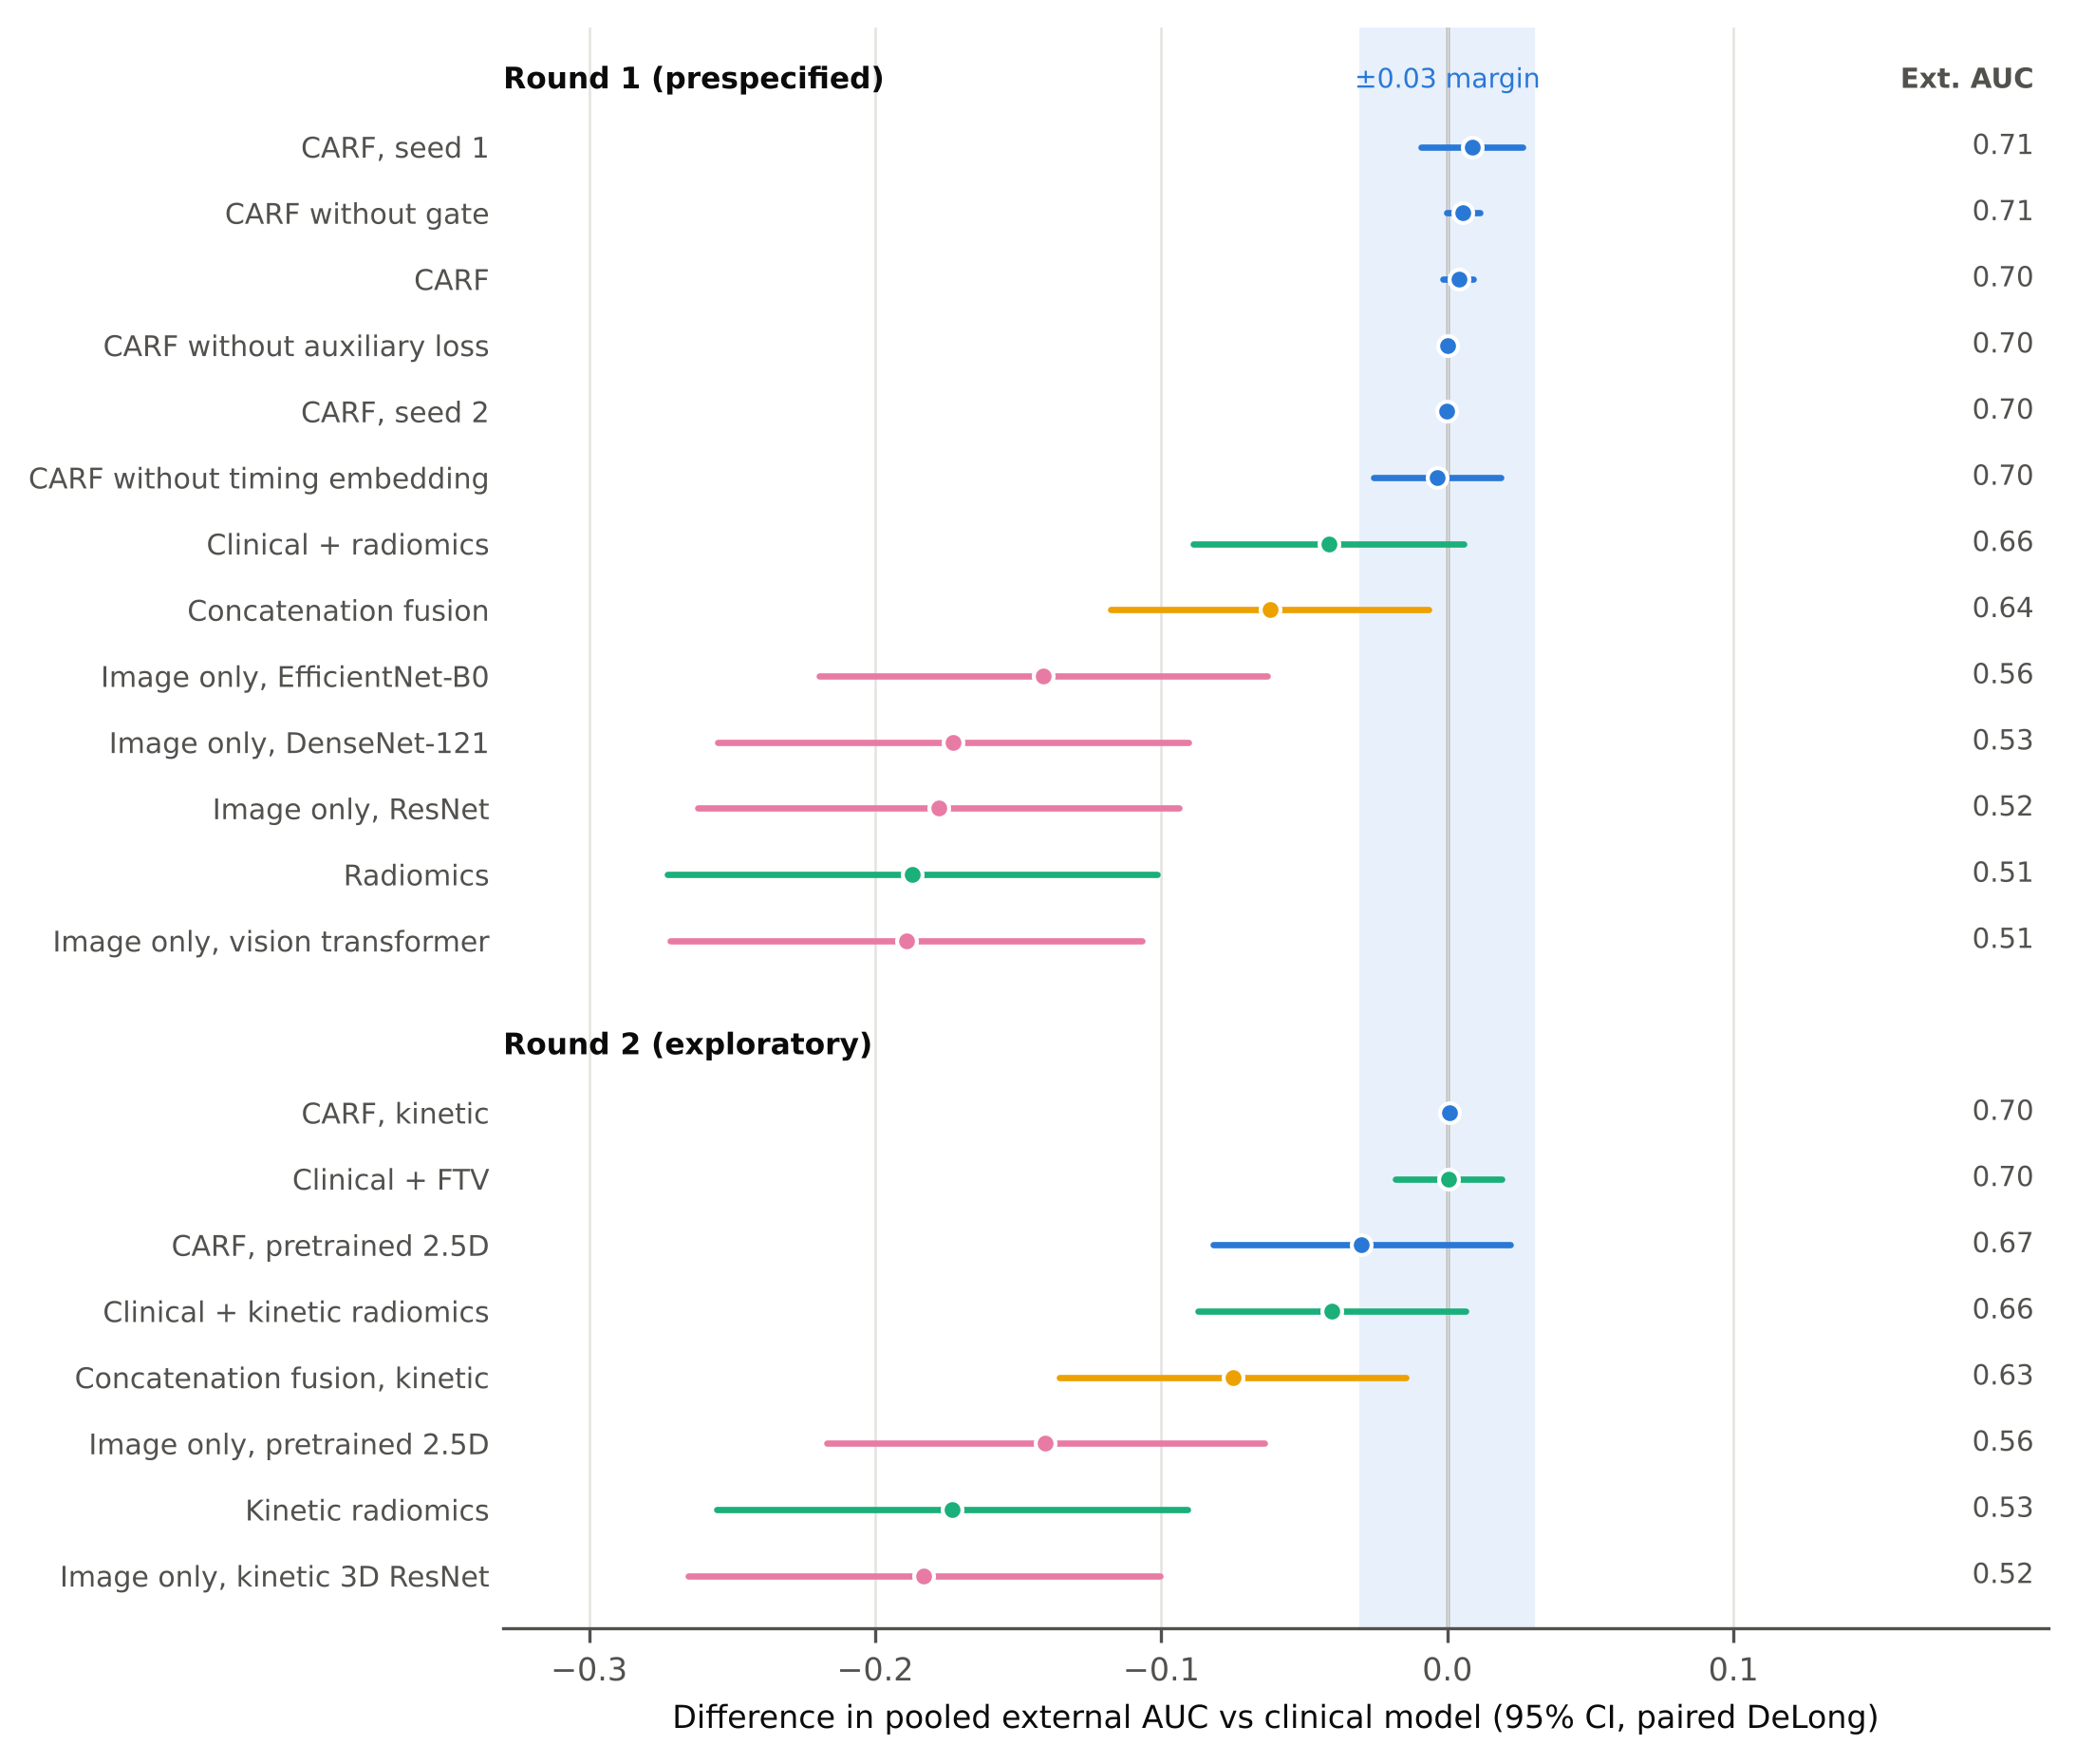 Round 1 (prespecified) ±0.03 margin Ext. AUC
CARF, seed 1 0.71
CARF without gate 0.71
CARF 0.70
CARF without auxiliary loss 0.70
CARF, seed 2 0.70
CARF without timing embedding 0.70
Clinical + radiomics 0.66
Concatenation fusion 0.64
Image only, EfficientNet-B0 0.56
Image only, DenseNet-121 0.53
Image only, ResNet 0.52
Radiomics 0.51
Image only, vision transformer 0.51
Round 2 (exploratory)
CARF, kinetic 0.70
Clinical + FTV 0.70
CARF, pretrained 2.5D 0.67
Clinical + kinetic radiomics 0.66
Concatenation fusion, kinetic 0.63
Image only, pretrained 2.5D 0.56
Kinetic radiomics 0.53
Image only, kinetic 3D ResNet 0.52
−0.3 −0.2 −0.1 0.0 0.1
Difference in pooled external AUC vs clinical model (95% CI, paired DeLong)